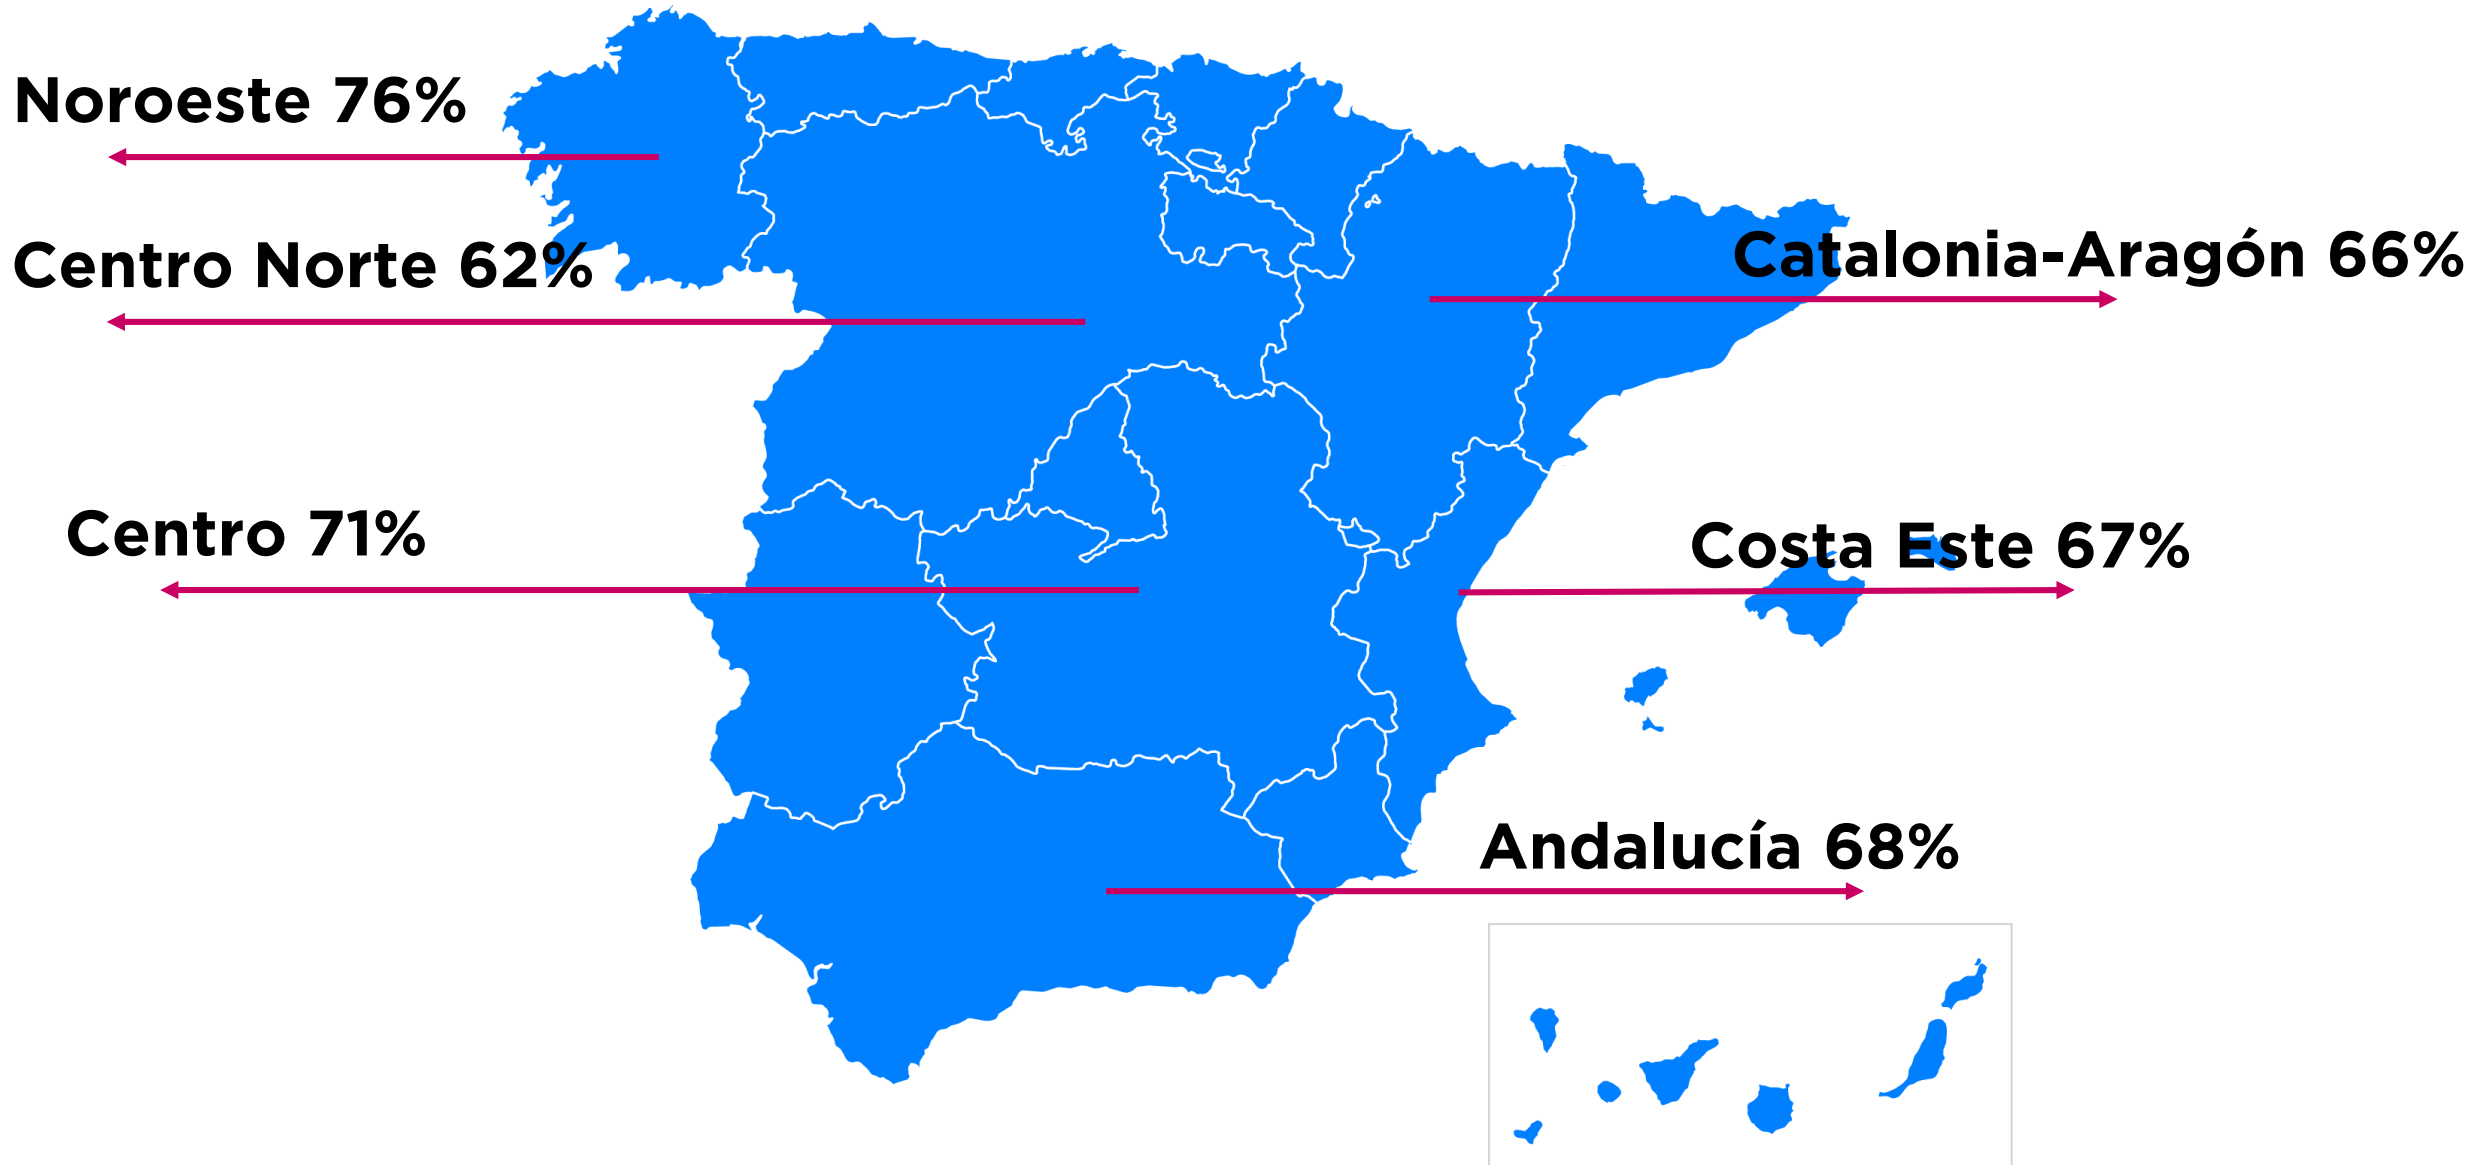 Noroeste 76%
Centro Norte 62%
Catalonia-Aragón 66%
Centro 71%
Costa Este 67%
Andalucía 68%